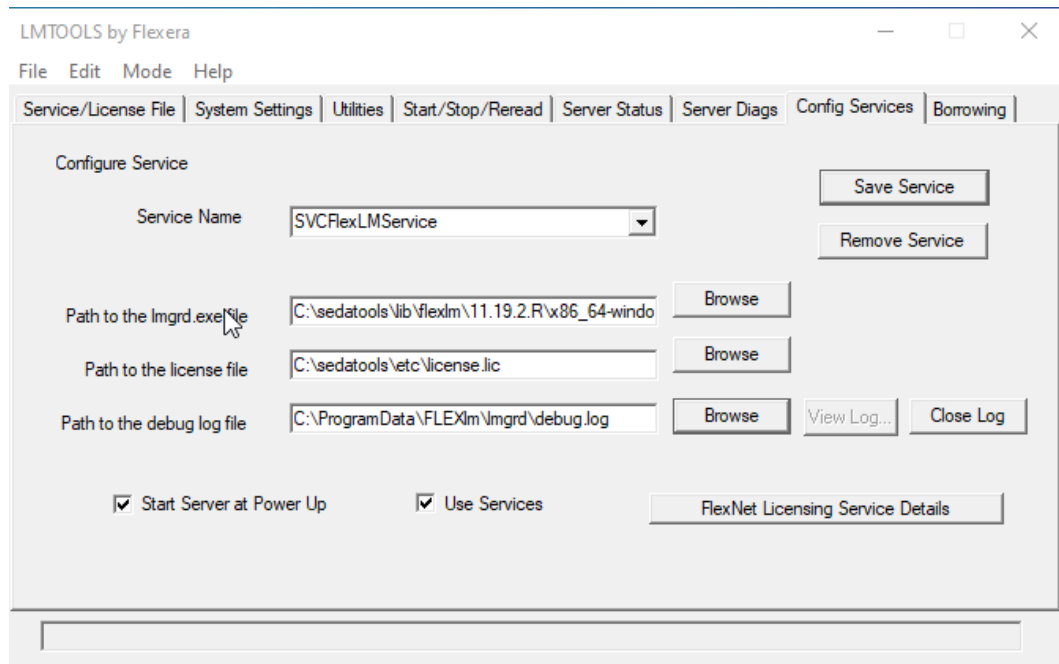 LMTOOLS by Flexera
File Edit Mode Help
Service/License File System Settings Utilities Start/Stop/Reread Server Status Server Diags Config Services Borrowing
Configure Service
Save Service
Service Name SVCFlexLMService
Remove Service
Path to the lmgrd.exe file C:\sedatools\lib\flexlm\11.19.2.R\x86_64-windo Browse
Path to the license file C:\sedatools\etc\license.lic Browse
Path to the debug log file C:\ProgramData\FLEXlm\lmgrd\debug.log Browse View Log... Close Log
Start Server at Power Up Use Services FlexNet Licensing Service Details